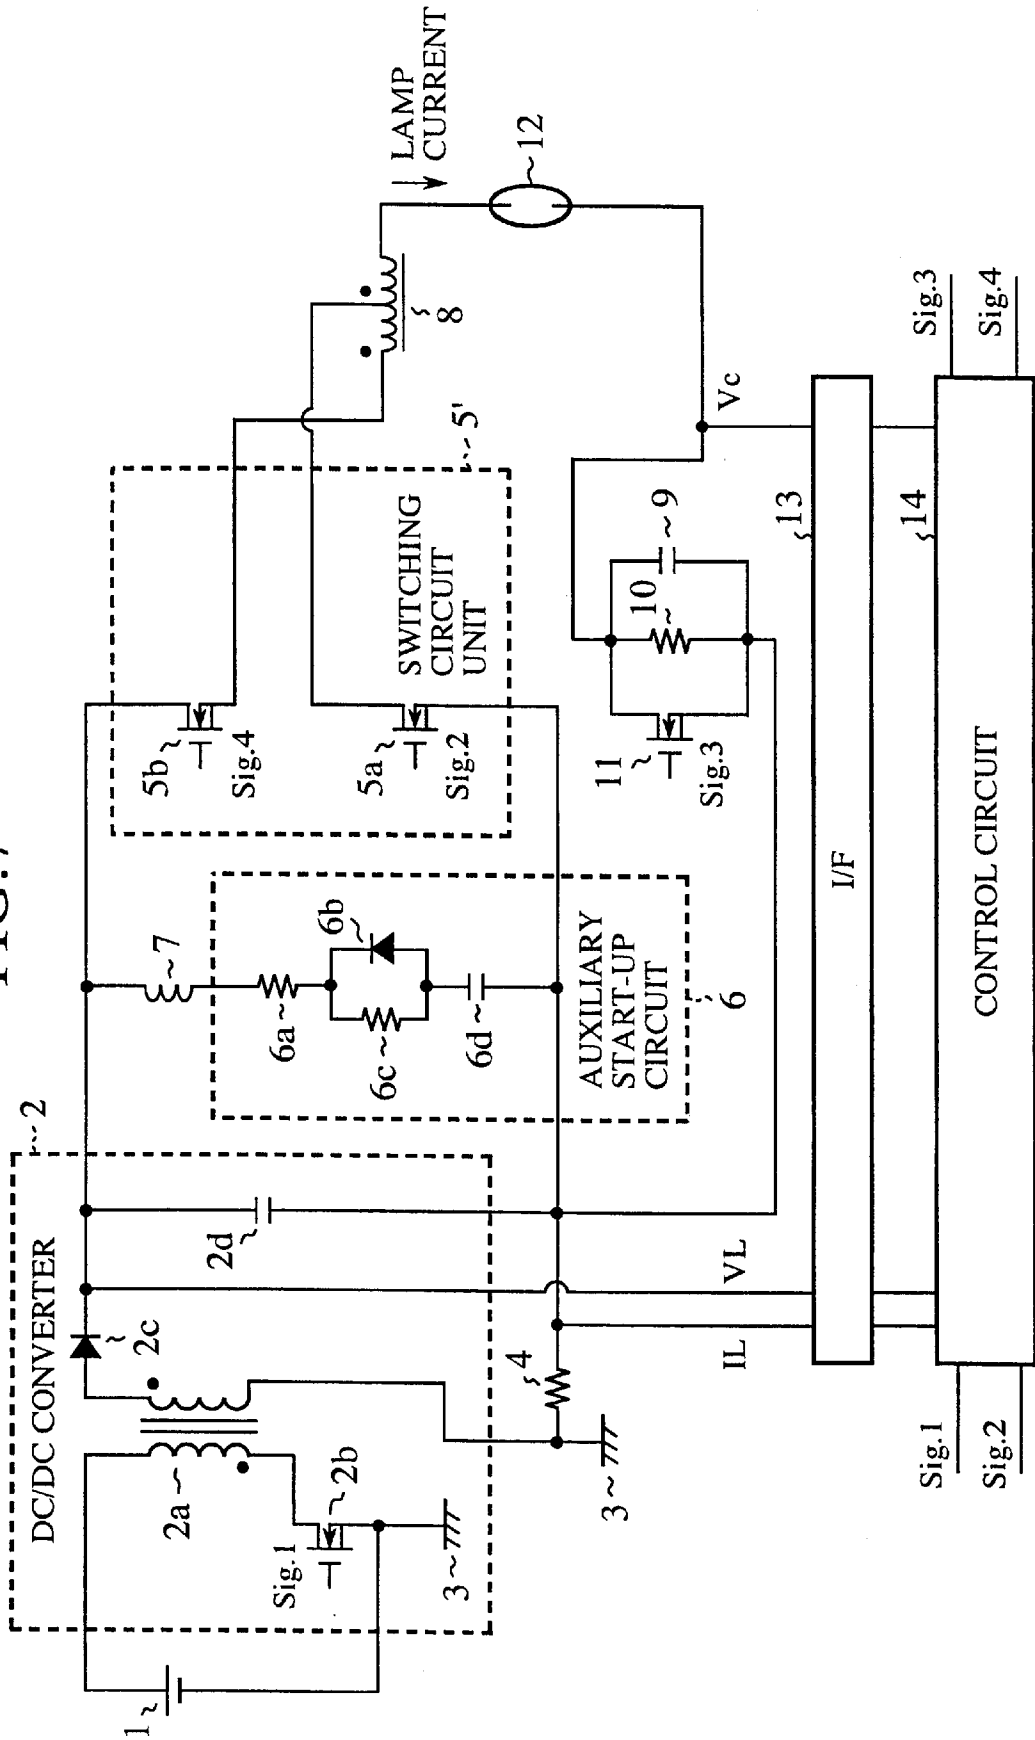 DC/DC CONVERTER
2
1
2a
Sig.1
2b
3
2c
2d
7
6a
6b
6c
6d
AUXILIARY
START-UP
CIRCUIT
6
5b
Sig.4
5a
Sig.2
SWITCHING
CIRCUIT
UNIT
5'
8
LAMP
CURRENT
12
3
4
IL
VL
11
Sig.3
10
9
Vc
13
I/F
14
CONTROL CIRCUIT
Sig.1
Sig.2
Sig.3
Sig.4